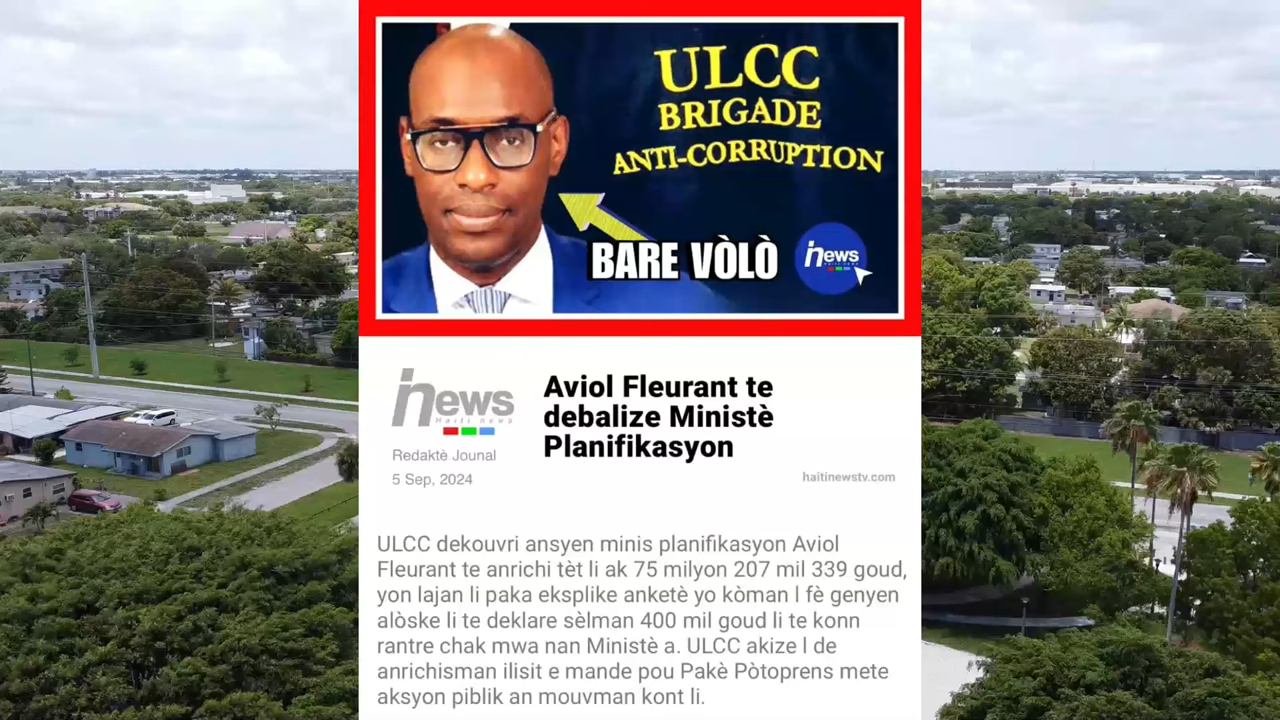 ULCC
BRIGADE
ANTI-CORRUPTION
BARE VÒLÒ
inews
inews
Haiti news
Aviol Fleurant te
debalize Ministè
Planifikasyon
Redaktè Jounal
5 Sep, 2024
haitinewstv.com
ULCC dekouvri ansyen minis planifikasyon Aviol
Fleurant te anrichi tèt li ak 75 milyon 207 mil 339 goud,
yon lajan li paka eksplike anketè yo kòman l fè genyen
alòske li te deklare sèlman 400 mil goud li te konn
rantre chak mwa nan Ministè a. ULCC akize l de
anrichisman ilisit e mande pou Pakè Pòtoprens mete
aksyon piblik an mouvman kont li.